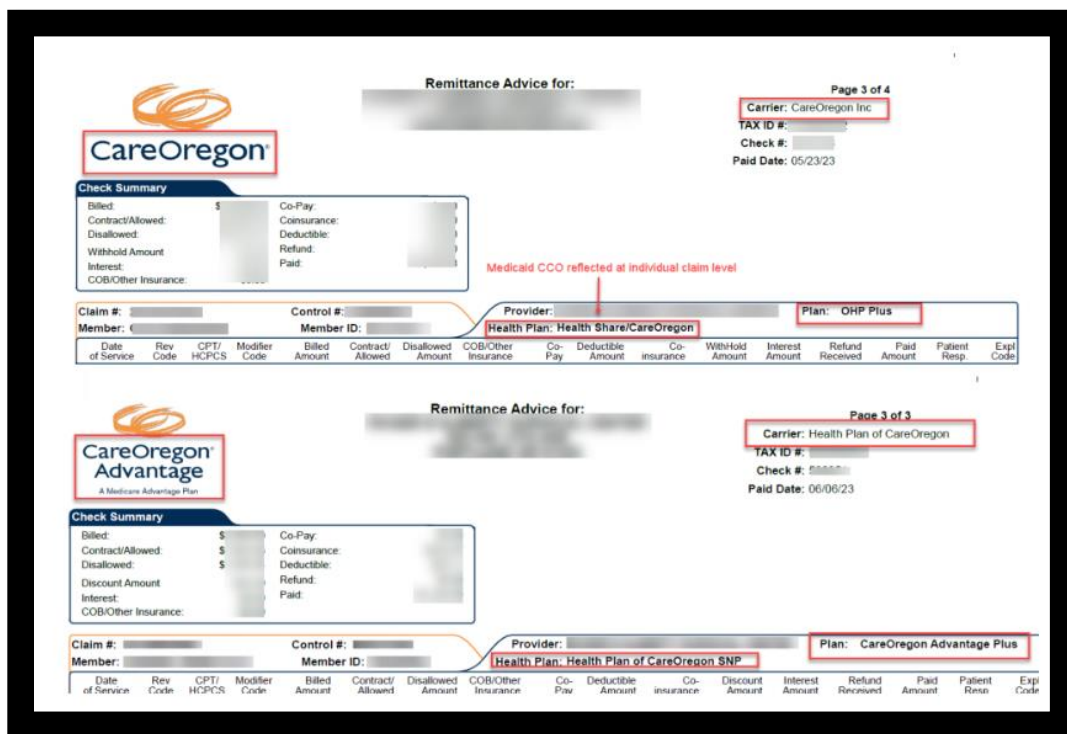 Remittance Advice for:
Page 3 of 4
Carrier: CareOregon Inc
TAX ID #:
Check #:
Paid Date: 05/23/23
CareOregon®
Check Summary
Billed: $ Co-Pay:
Contract/Allowed: Coinsurance:
Disallowed: Deductible:
Withhold Amount Refund:
Interest: Paid:
COB/Other Insurance:
Medicaid CCO reflected at individual claim level
Claim #: Control #: Provider: Plan: OHP Plus
Member: Member ID: Health Plan: Health Share/CareOregon
Date Rev CPT/ Modifier Billed Contract/ Disallowed COB/Other Co- Deductible Co- WithHold Interest Refund Paid Patient Expl
of Service Code HCPCS Code Amount Allowed Amount Insurance Pay Amount insurance Amount Amount Received Amount Resp. Code
Remittance Advice for:
Page 3 of 3
Carrier: Health Plan of CareOregon
TAX ID #:
Check #:
Paid Date: 06/06/23
CareOregon®
Advantage
A Medicare Advantage Plan
Check Summary
Billed: $ Co-Pay:
Contract/Allowed: $ Coinsurance:
Disallowed: $ Deductible:
Discount Amount Refund:
Interest: Paid:
COB/Other Insurance:
Claim #: Control #: Provider: Plan: CareOregon Advantage Plus
Member: Member ID: Health Plan: Health Plan of CareOregon SNP
Date Rev CPT/ Modifier Billed Contract/ Disallowed COB/Other Co- Deductible Co- Discount Interest Refund Paid Patient Expl
of Service Code HCPCS Code Amount Allowed Amount Insurance Pay Amount insurance Amount Amount Received Amount Resp Code